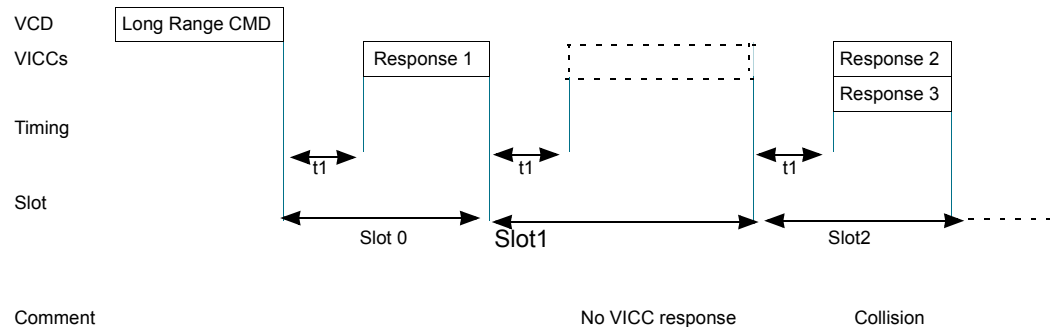 VCD Long Range CMD
VICCs Response 1 Response 2
Response 3
Timing
t1 t1 t1
Slot
Slot 0 Slot1 Slot2
Comment No VICC response Collision